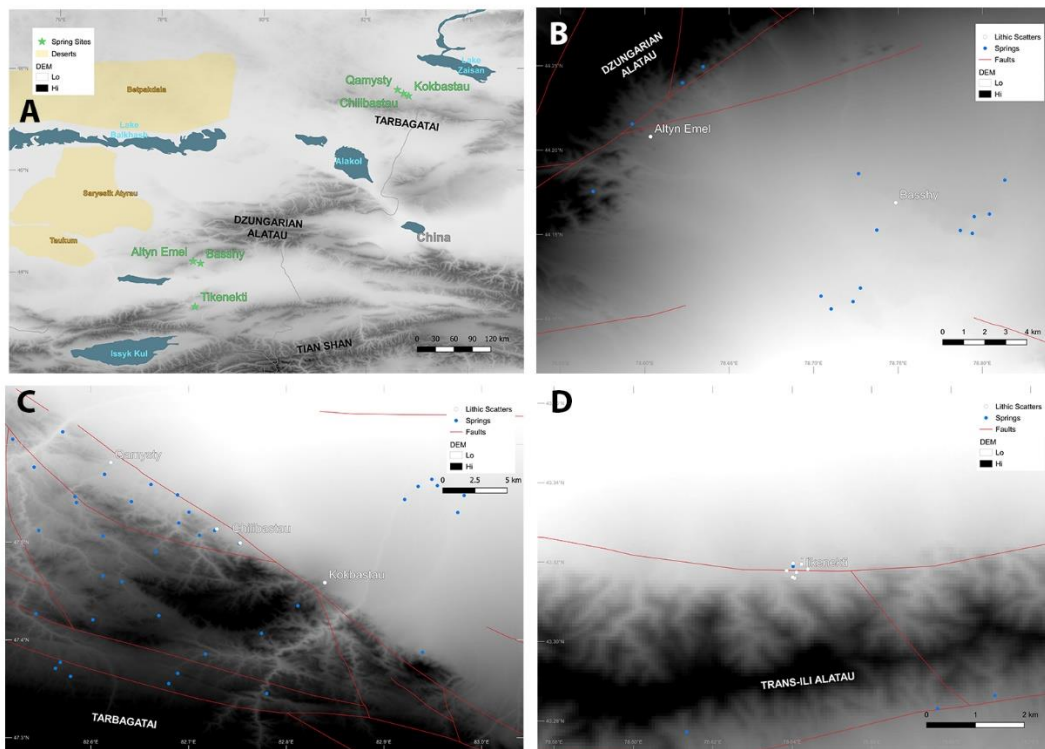 A
Spring Sites
Deserts
DEM
Lo
Hi
Betpakdala
Lake
Balkhash
Saryesik Atyrau
Taukum
Lake
Zaisan
Qamysty
Kokbastau
Chilibastau
TARBAGATAI
Alakol
DZUNGARIAN
ALATAU
China
Altyn Emel
Basshy
Tikenekti
Issyk Kul
TIAN SHAN
0 30 60 90 120 km
B
DZUNGARIAN
ALATAU
Lithic Scatters
Springs
Faults
DEM
Lo
Hi
Altyn Emel
Basshy
0 1 2 3 4 km
C
Lithic Scatters
Springs
Faults
DEM
Lo
Hi
0 2.5 5 km
Qamysty
Chilibastau
Kokbastau
47.4°N
TARBAGATAI
D
Lithic Scatters
Springs
Faults
DEM
Lo
Hi
Tikenekti
TRANS-ILI ALATAU
0 1 2 km